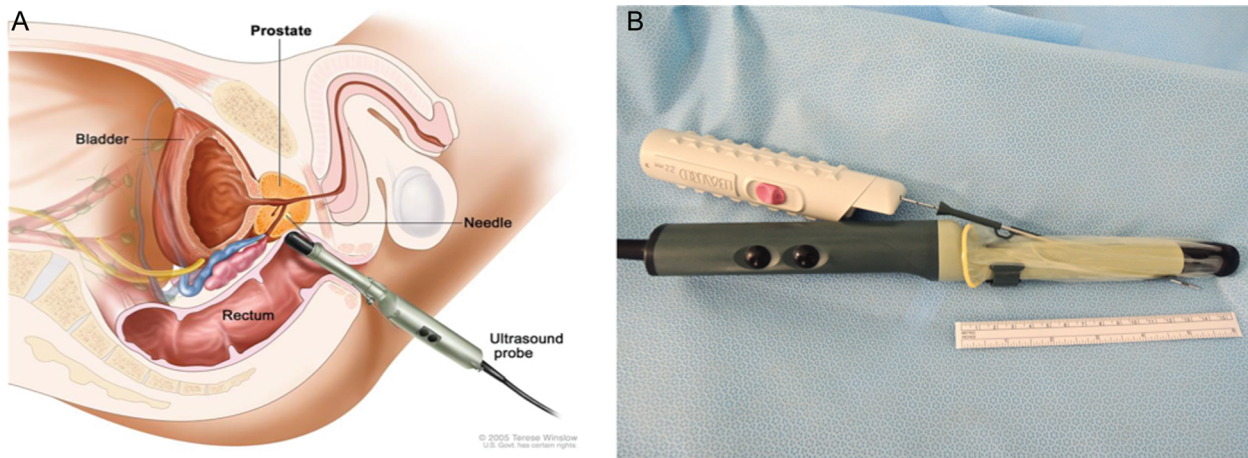 A
Prostate
Bladder
Needle
Rectum
Ultrasound
probe
© 2005 Terese Winslow
U.S. Govt. has certain rights
B